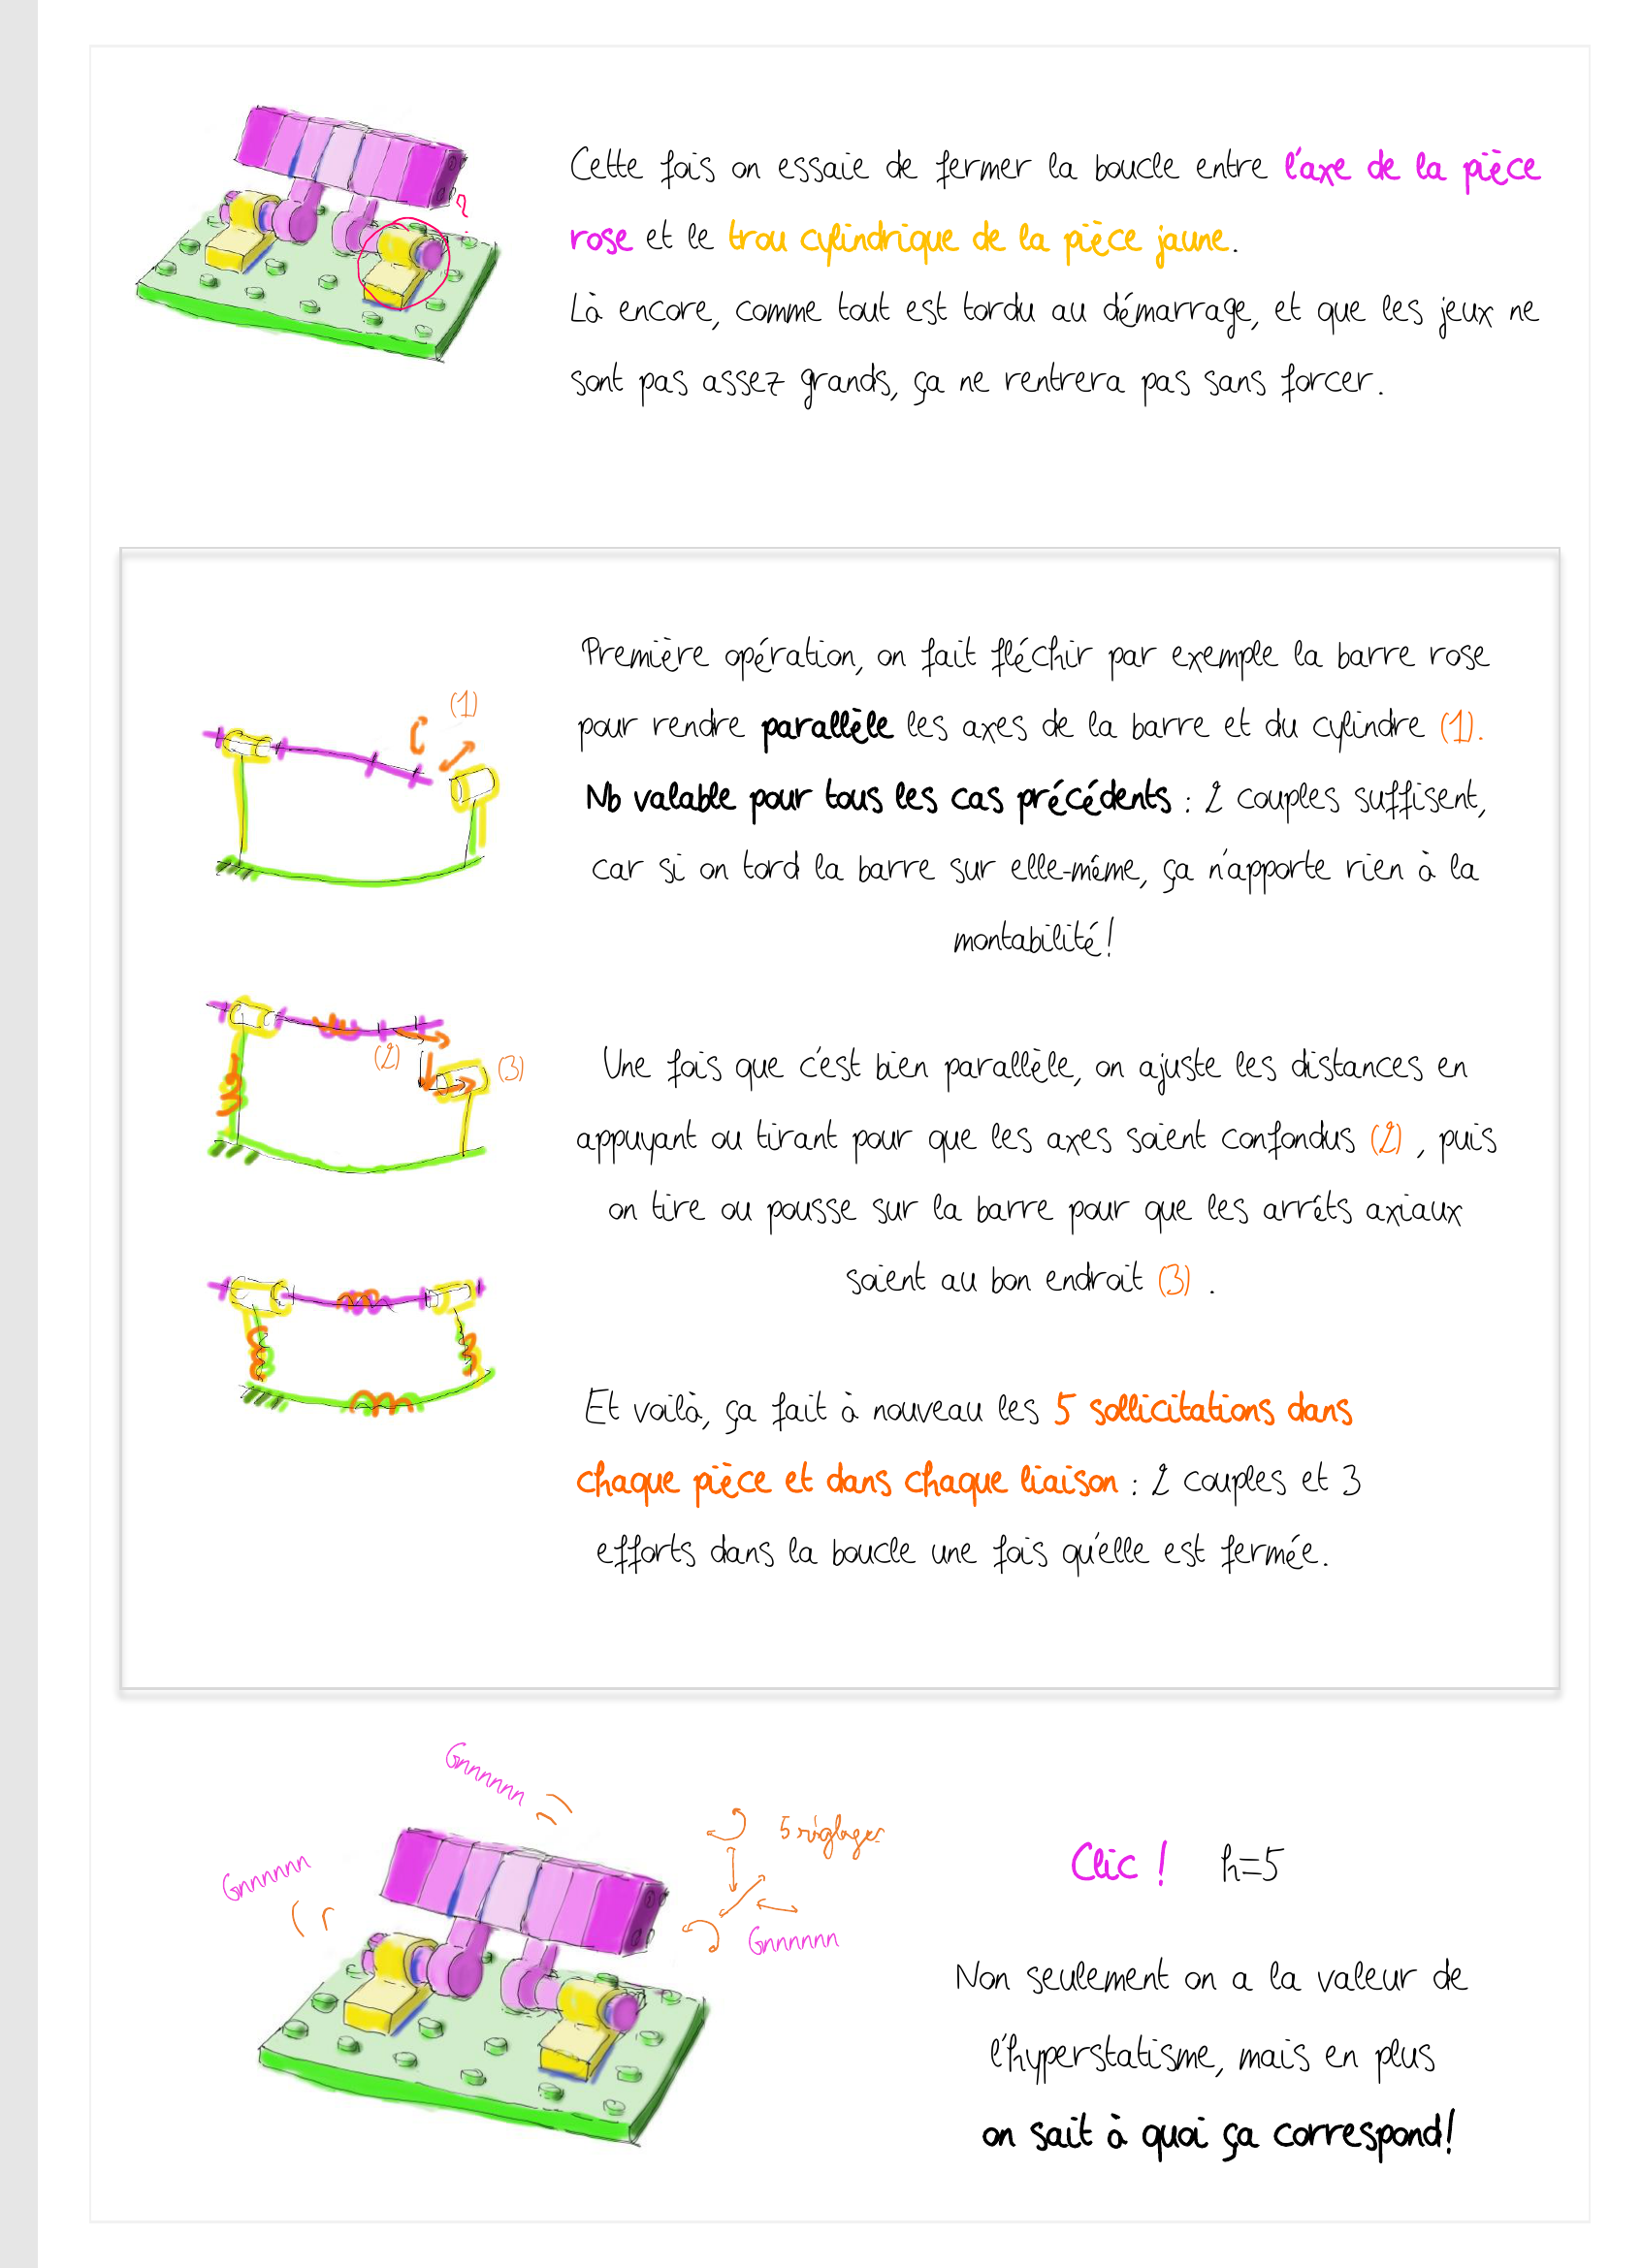 ?
Cette fois on essaie de fermer la boucle entre l'axe de la pièce
rose et le trou cylindrique de la pièce jaune.
Là encore, comme tout est tordu au démarrage, et que les jeux ne
sont pas assez grands, ça ne rentrera pas sans forcer.
(1)
Première opération, on fait fléchir par exemple la barre rose
pour rendre parallèle les axes de la barre et du cylindre (1).
Nb valable pour tous les cas précédents : 2 couples suffisent,
car si on tord la barre sur elle-même, ça n'apporte rien à la
montabilité!
(2)
(3)
Une fois que c'est bien parallèle, on ajuste les distances en
appuyant ou tirant pour que les axes soient confondus (2) , puis
on tire ou pousse sur la barre pour que les arrêts axiaux
soient au bon endroit (3) .
Et voilà, ça fait à nouveau les 5 sollicitations dans
chaque pièce et dans chaque liaison : 2 couples et 3
efforts dans la boucle une fois qu'elle est fermée.
Gnnnnnn
Gnnnnnn
5 réglages
Gnnnnnn
Clic ! h=5
Non seulement on a la valeur de
l'hyperstatisme, mais en plus
on sait à quoi ça correspond!